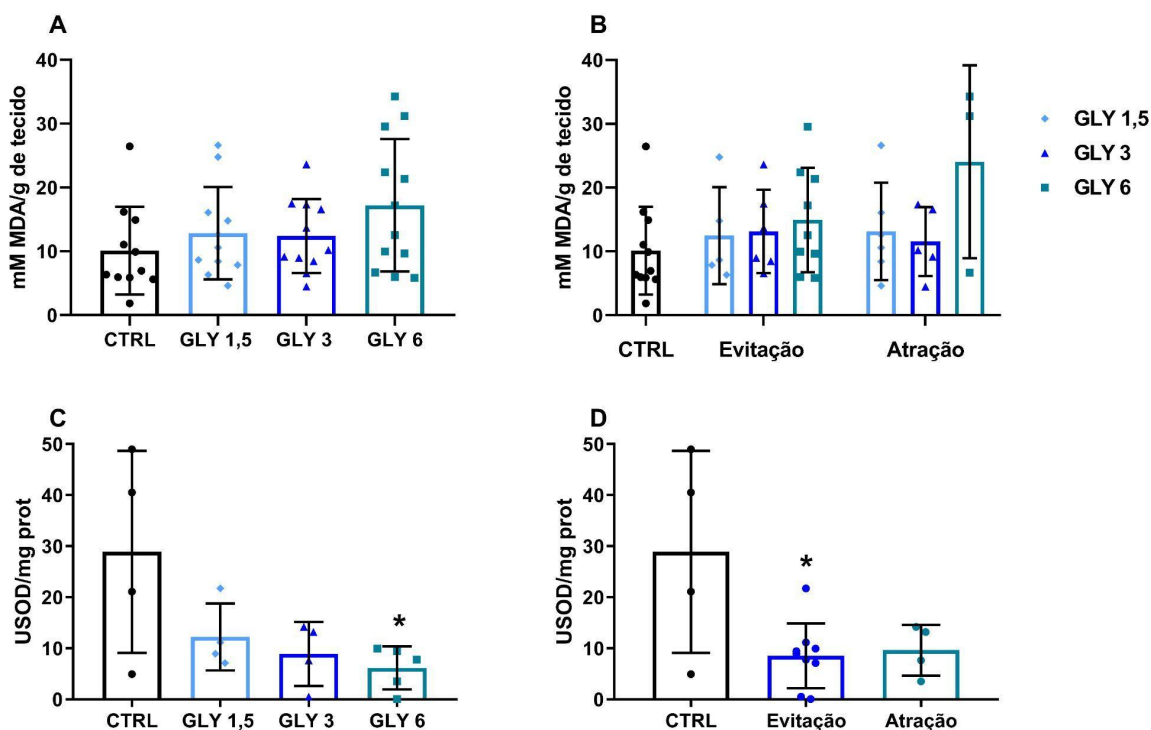 A
mM MDA/g de tecido
40
30
20
10
0
CTRL GLY 1,5 GLY 3 GLY 6
B
mM MDA/g de tecido
40
30
20
10
0
CTRL Evitação Atração
GLY 1,5
GLY 3
GLY 6
C
USOD/mg prot
50
40
30
20
10
0
*
CTRL GLY 1,5 GLY 3 GLY 6
D
USOD/mg prot
50
40
30
20
10
0
*
CTRL Evitação Atração